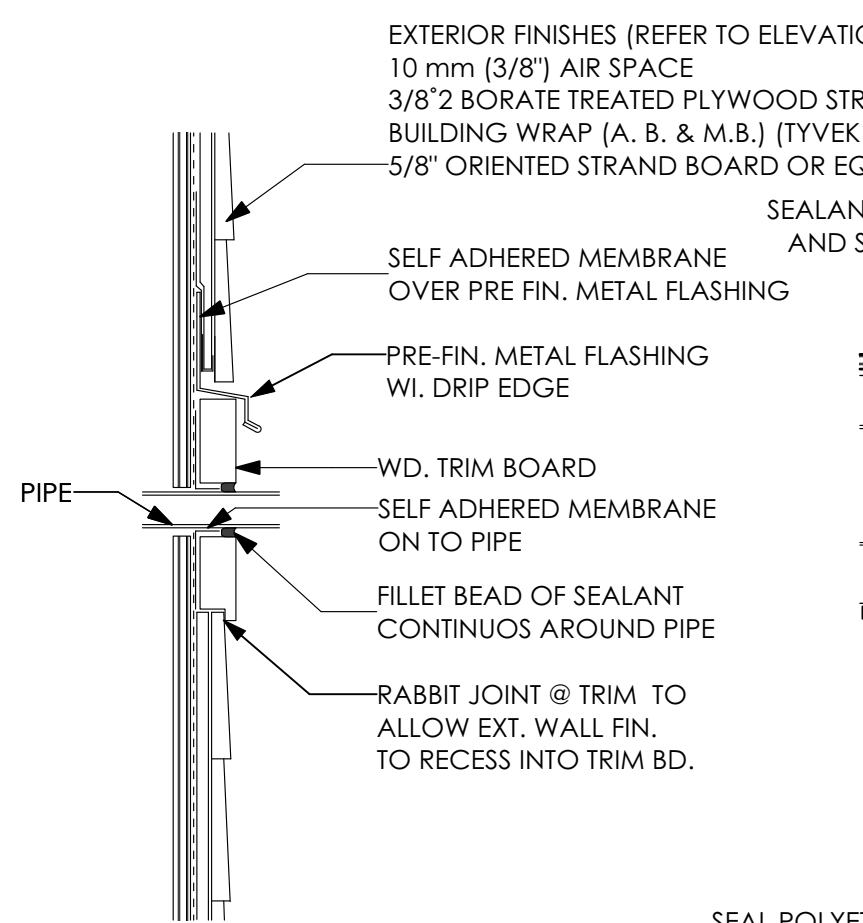 EXTERIOR FINISHES (REFER TO ELEVATIO
10 mm (3/8") AIR SPACE
3/8"2 BORATE TREATED PLYWOOD STR
BUILDING WRAP (A. B. & M.B.) (TYVEK
5/8" ORIENTED STRAND BOARD OR EQ
SEALAN
AND S
SELF ADHERED MEMBRANE
OVER PRE FIN. METAL FLASHING
PRE-FIN. METAL FLASHING
WI. DRIP EDGE
WD. TRIM BOARD
PIPE
SELF ADHERED MEMBRANE
ON TO PIPE
FILLET BEAD OF SEALANT
CONTINUOS AROUND PIPE
RABBIT JOINT @ TRIM TO
ALLOW EXT. WALL FIN.
TO RECESS INTO TRIM BD.
SEAL POLYET